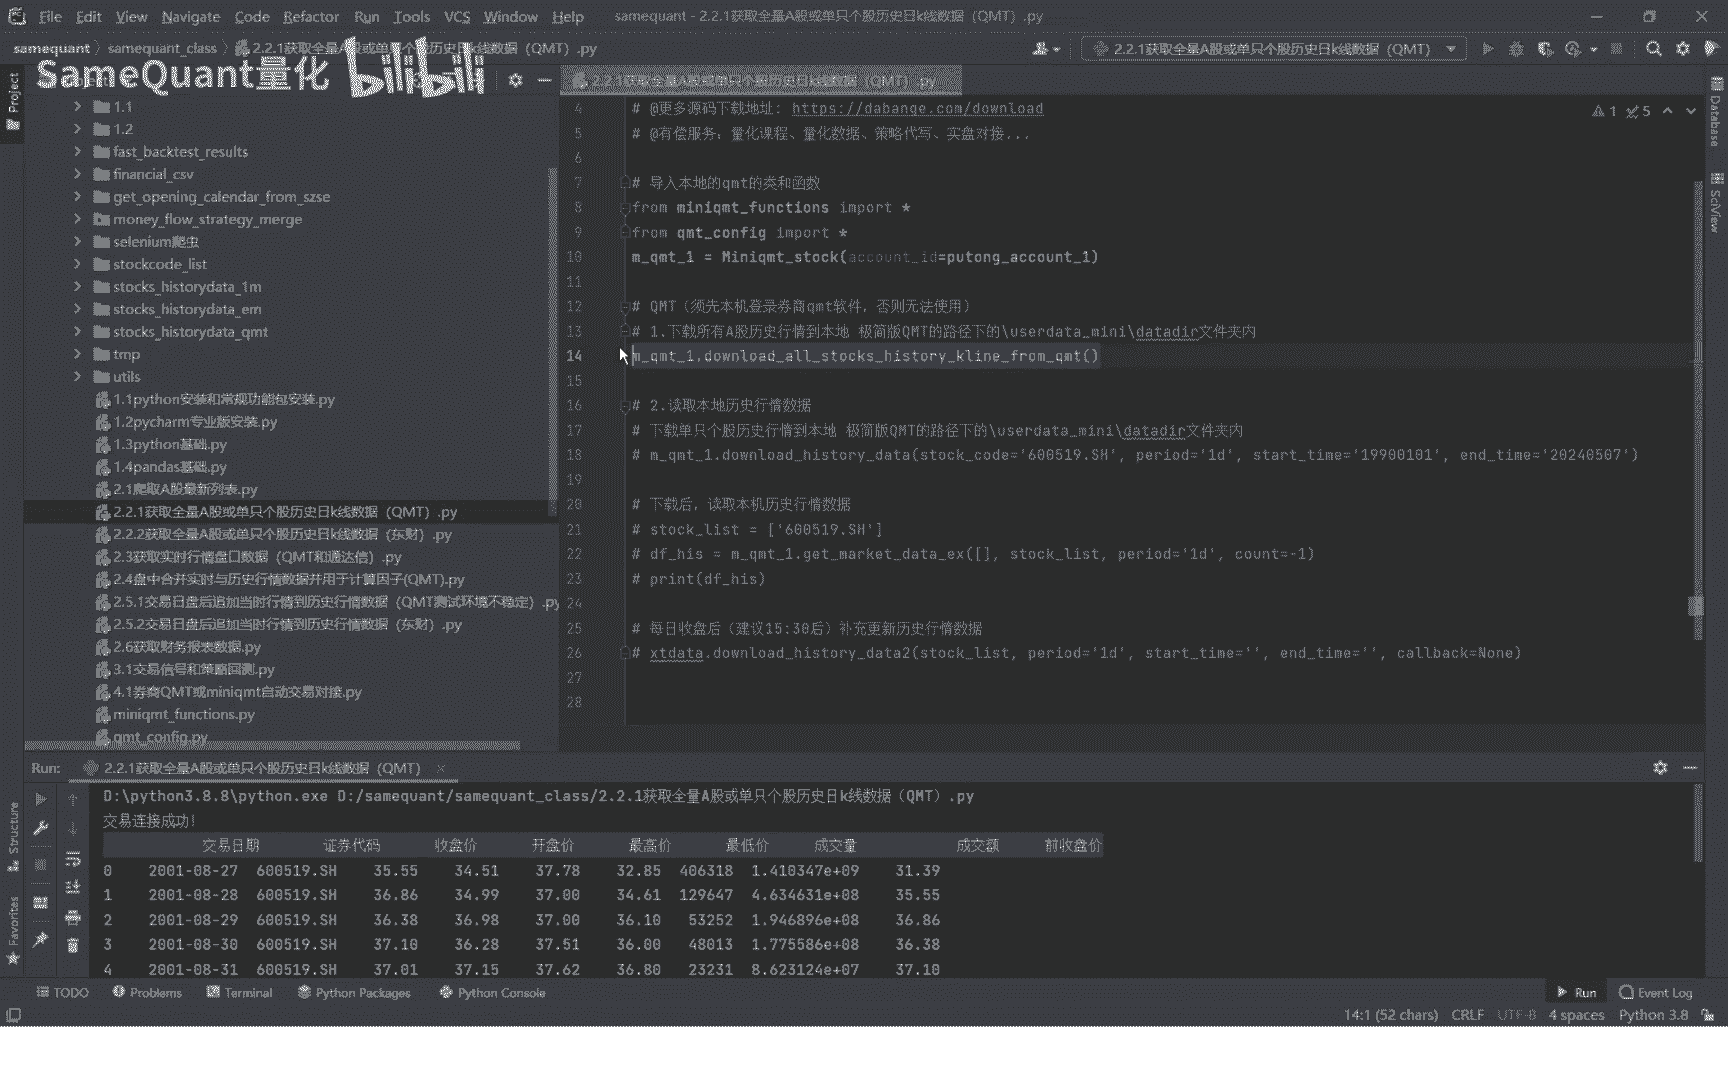 File Edit View Navigate Code Refactor Run Tools VCS Window Help samequant - 2.2.1获取全量A股或单只个股历史日k线数据（QMT）.py
samequant samequant_class 2.2.1获取全量A股或单只个股历史日k线数据（QMT）.py
2.2.1获取全量A股或单只个股历史日k线数据（QMT）
SameQuant量化 bilibili
2.2.1获取全量A股或单只个股历史日k线数据（QMT）.py
Project
1.1
1.2
fast_backtest_results
financial_csv
get_opening_calendar_from_szse
money_flow_strategy_merge
selenium爬虫
stockcode_list
stocks_historydata_1m
stocks_historydata_em
stocks_historydata_qmt
tmp
utils
1.1python安装和常规功能包安装.py
1.2pycharm专业版安装.py
1.3python基础.py
1.4pandas基础.py
2.1爬取A股最新列表.py
2.2.1获取全量A股或单只个股历史日k线数据（QMT）.py
2.2.2获取全量A股或单只个股历史日k线数据（东财）.py
2.3获取实时行情盘口数据（QMT和通达信）.py
2.4盘中合并实时与历史行情数据并用于计算因子(QMT).py
2.5.1交易日盘后追加当时行情到历史行情数据（QMT测试环境不稳定）.py
2.5.2交易日盘后追加当时行情到历史行情数据（东财）.py
2.6获取财务报表数据.py
3.1交易信号和策略回测.py
4.1券商QMT或miniqmt自动交易对接.py
miniqmt_functions.py
qmt_config.py
4 # @更多源码下载地址: https://dabange.com/download
5 # @有偿服务：量化课程、量化数据、策略代写、实盘对接...
6
7 # 导入本地的qmt的类和函数
8 from miniqmt_functions import *
9 from qmt_config import *
10 m_qmt_1 = Miniqmt_stock(account_id=putong_account_1)
11
12 # QMT（须先本机登录券商qmt软件，否则无法使用）
13 # 1.下载所有A股历史行情到本地 极简版QMT的路径下的\userdata_mini\datadir文件夹内
14 m_qmt_1.download_all_stocks_history_kline_from_qmt()
15
16 # 2.读取本地历史行情数据
17 # 下载单只个股历史行情到本地 极简版QMT的路径下的\userdata_mini\datadir文件夹内
18 # m_qmt_1.download_history_data(stock_code='600519.SH', period='1d', start_time='19900101', end_time='20240507')
19
20 # 下载后，读取本机历史行情数据
21 # stock_list = ['600519.SH']
22 # df_his = m_qmt_1.get_market_data_ex([], stock_list, period='1d', count=-1)
23 # print(df_his)
24
25 # 每日收盘后（建议15:30后）补充更新历史行情数据
26 # xtdata.download_history_data2(stock_list, period='1d', start_time='', end_time='', callback=None)
27
28
1 5
Database
SciView
Run: 2.2.1获取全量A股或单只个股历史日k线数据（QMT）
D:\python3.8.8\python.exe D:/samequant/samequant_class/2.2.1获取全量A股或单只个股历史日k线数据（QMT）.py
交易连接成功!
交易日期 证券代码 收盘价 开盘价 最高价 最低价 成交量 成交额 前收盘价
0 2001-08-27 600519.SH 35.55 34.51 37.78 32.85 406318 1.410347e+09 31.39
1 2001-08-28 600519.SH 36.86 34.99 37.00 34.61 129647 4.634631e+08 35.55
2 2001-08-29 600519.SH 36.38 36.98 37.00 36.10 53252 1.946896e+08 36.86
3 2001-08-30 600519.SH 37.10 36.28 37.51 36.00 48013 1.775586e+08 36.38
4 2001-08-31 600519.SH 37.01 37.15 37.62 36.80 23231 8.623124e+07 37.10
Structure
Favorites
TODO Problems Terminal Python Packages Python Console Run Event Log
14:1 (52 chars) CRLF UTF-8 4 spaces Python 3.8